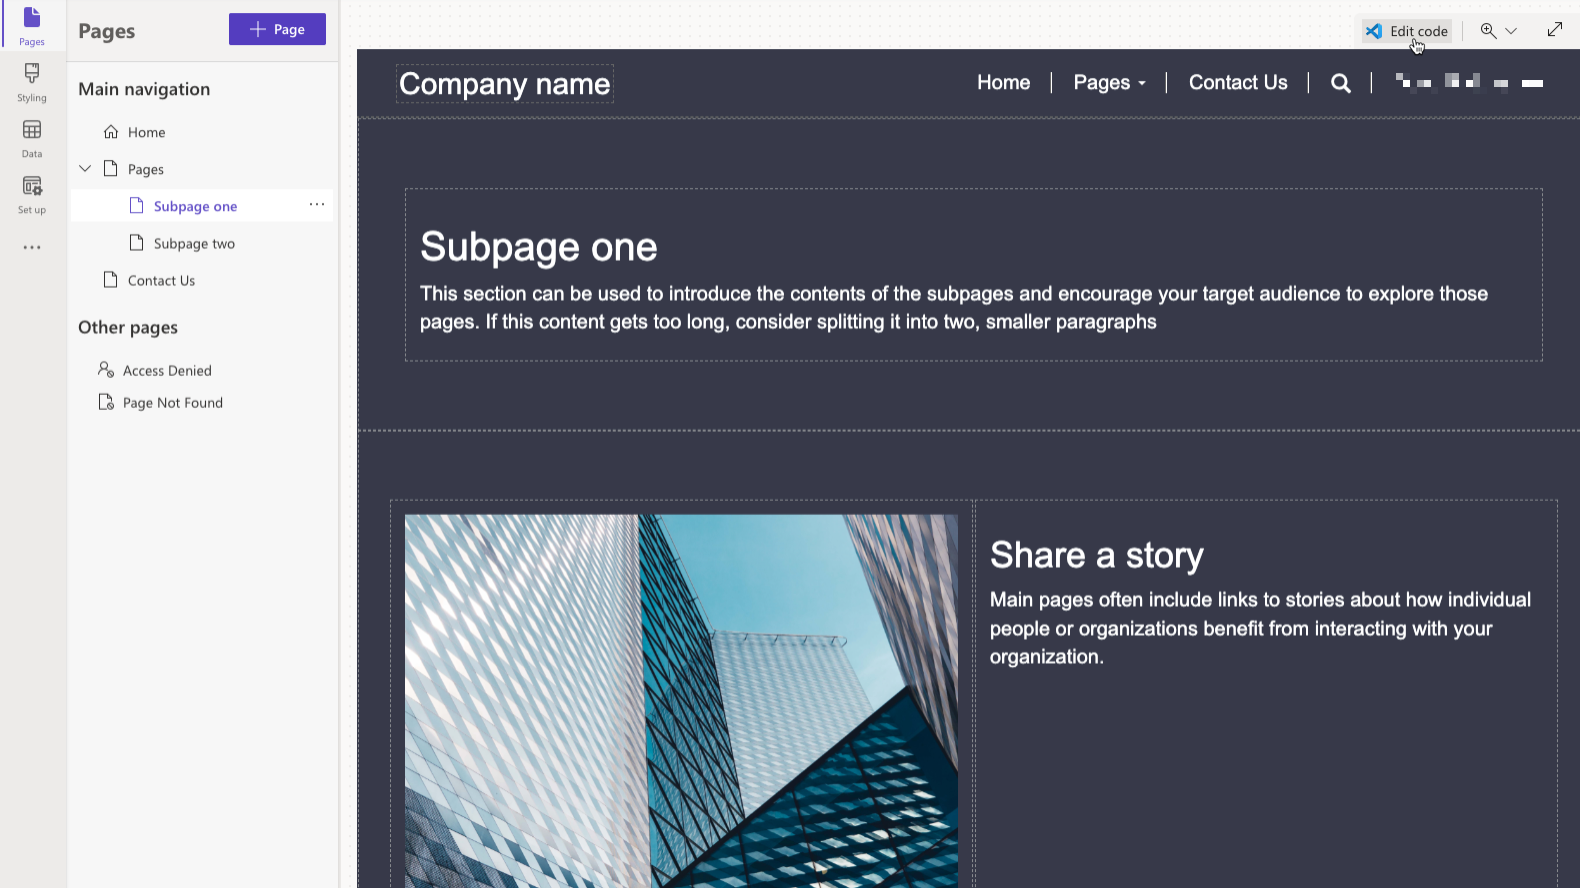 Pages
Styling
Data
Set up
Pages
Page
Main navigation
Home
Pages
Subpage one
Subpage two
Contact Us
Other pages
Access Denied
Page Not Found
Edit code
Company name
Home
Pages
Contact Us
Subpage one
This section can be used to introduce the contents of the subpages and encourage your target audience to explore those
pages. If this content gets too long, consider splitting it into two, smaller paragraphs
Share a story
Main pages often include links to stories about how individual
people or organizations benefit from interacting with your
organization.